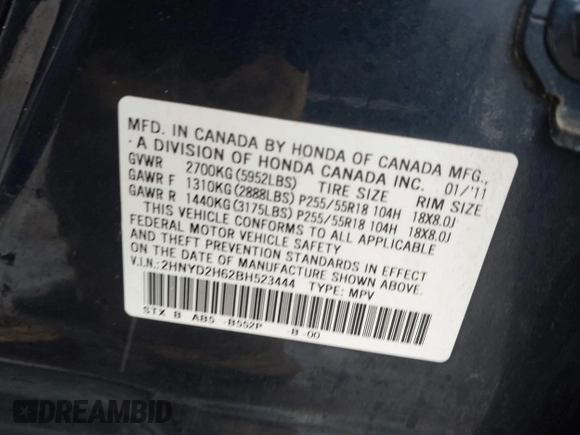 MFD. IN CANADA BY HONDA OF CANADA MFG.,
A DIVISION OF HONDA CANADA INC. 01/'11
GVWR 2700KG(5952LBS) TIRE SIZE RIM SIZE
GAWR F 1310KG(2888LBS) P255/55R18 104H 18X8.0J
GAWR R 1440KG(3175LBS) P255/55R18 104H 18X8.0J
THIS VEHICLE CONFORMS TO ALL APPLICABLE
FEDERAL MOTOR VEHICLE SAFETY
AND THEFT PREVENTION STANDARDS IN EFFECT
ON THE DATE OF MANUFACTURE SHOWN ABOVE.
V.I.N.:2HNYD2H62BH523444 TYPE: MPV
STX B AB5 -B552P -B-00
DREAMBID